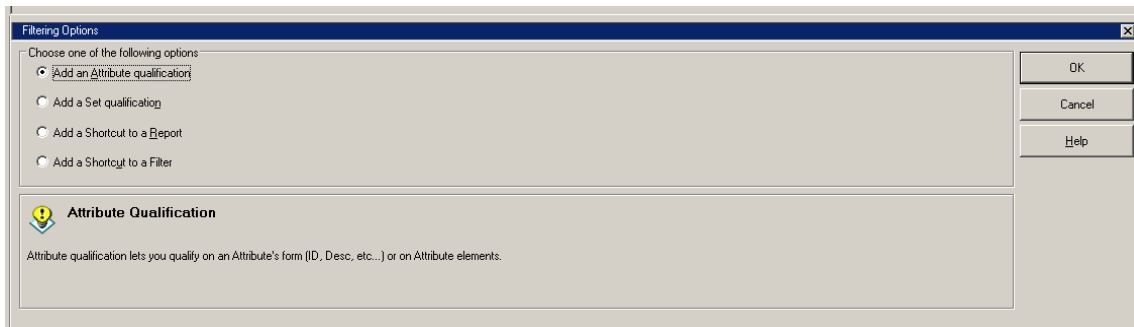 Filtering Options
Choose one of the following options
Add an Attribute qualification
OK
Add a Set qualification
Cancel
Add a Shortcut to a Report
Help
Add a Shortcut to a Filter
Attribute Qualification
Attribute qualification lets you qualify on an Attribute's form (ID, Desc, etc...) or on Attribute elements.